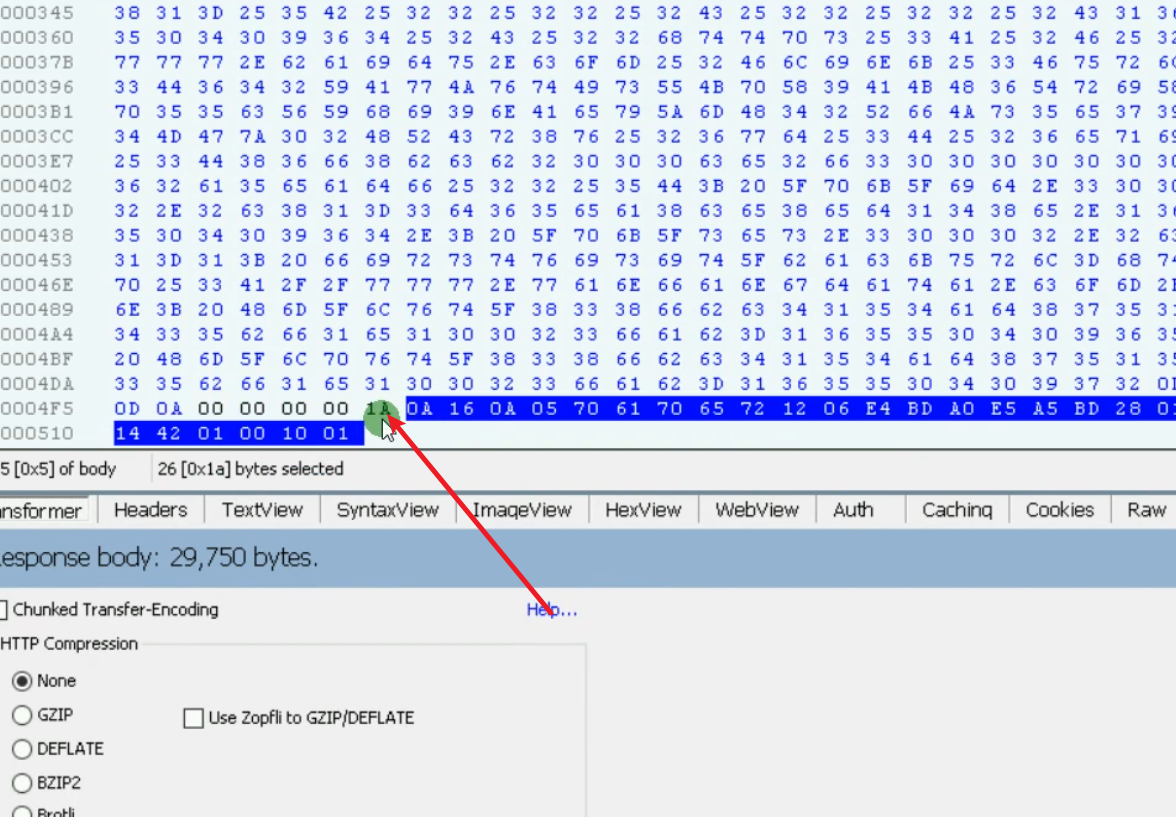 000345 38 31 3D 25 35 42 25 32 32 25 32 32 25 32 43 25 32 32 25 32 32 25 32 43 31
000360 35 30 34 30 39 36 34 25 32 43 25 32 32 68 74 74 70 73 25 33 41 25 32 46 25
00037B 77 77 77 2E 62 61 69 64 75 2E 63 6F 6D 25 32 46 6C 69 6E 6B 25 33 46 75 72
000396 33 44 36 34 32 59 41 77 4A 76 74 49 73 55 4B 70 58 39 41 4B 48 36 54 72 69
0003B1 70 35 35 63 56 59 68 69 39 6E 41 65 79 5A 6D 48 34 32 52 66 4A 73 35 65 37
0003CC 34 4D 47 7A 30 32 48 52 43 72 38 76 25 32 36 77 64 25 33 44 25 32 36 65 71
0003E7 25 33 44 38 36 66 38 62 63 62 32 30 30 30 63 65 32 66 33 30 30 30 30 30 30
000402 36 32 61 35 65 61 64 66 25 32 32 25 35 44 3B 20 5F 70 6B 5F 69 64 2E 33 30
00041D 32 2E 32 63 38 31 3D 33 64 36 35 65 61 38 63 65 38 65 64 31 34 38 65 2E 31
000438 35 30 34 30 39 36 34 2E 3B 20 5F 70 6B 5F 73 65 73 2E 33 30 30 30 32 2E 32
000453 31 3D 31 3B 20 66 69 72 73 74 76 69 73 69 74 5F 62 61 63 6B 75 72 6C 3D 68
00046E 70 25 33 41 2F 2F 77 77 77 2E 77 61 6E 66 61 6E 67 64 61 74 61 2E 63 6F 6D
000489 6E 3B 20 48 6D 5F 6C 76 74 5F 38 33 38 66 62 63 34 31 35 34 61 64 38 37 35
0004A4 34 33 35 62 66 31 65 31 30 30 32 33 66 61 62 3D 31 36 35 35 30 34 30 39 36
0004BF 20 48 6D 5F 6C 70 76 74 5F 38 33 38 66 62 63 34 31 35 34 61 64 38 37 35 31
0004DA 33 35 62 66 31 65 31 30 30 32 33 66 61 62 3D 31 36 35 35 30 34 30 39 37 32
0004F5 0D 0A 00 00 00 00 1A 0A 16 0A 05 70 61 70 65 72 12 06 E4 BD A0 E5 A5 BD 28
000510 14 42 01 00 10 01
5 [0x5] of body 26 [0x1a] bytes selected
ansformer Headers TextView SyntaxView ImageView HexView WebView Auth Caching Cookies Raw
esponse body: 29,750 bytes.
Chunked Transfer-Encoding Help...
HTTP Compression
None
GZIP Use Zopfli to GZIP/DEFLATE
DEFLATE
BZIP2
Brotli